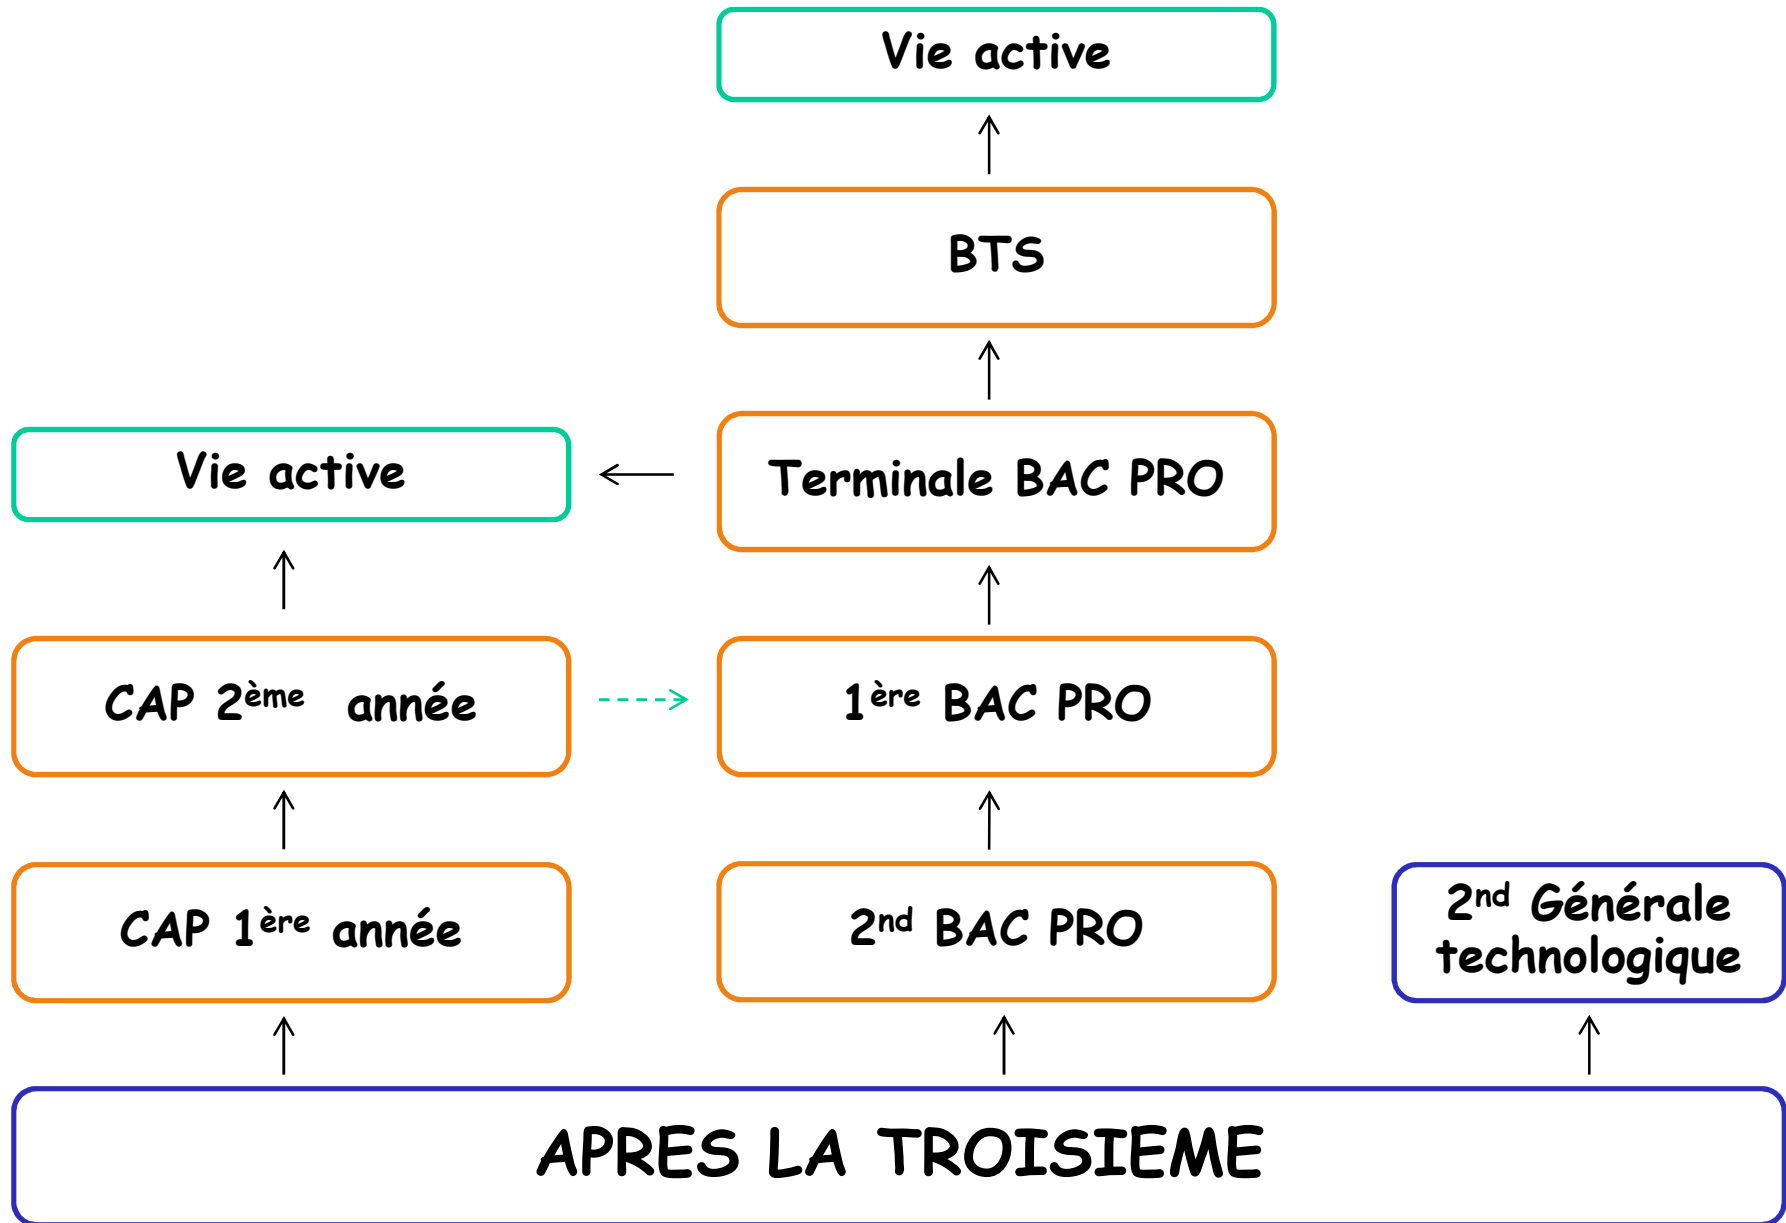 Vie active
BTS
Vie active
Terminale BAC PRO
CAP 2ème année
1ère BAC PRO
CAP 1ère année
2nd BAC PRO
2nd Générale
technologique
APRES LA TROISIEME